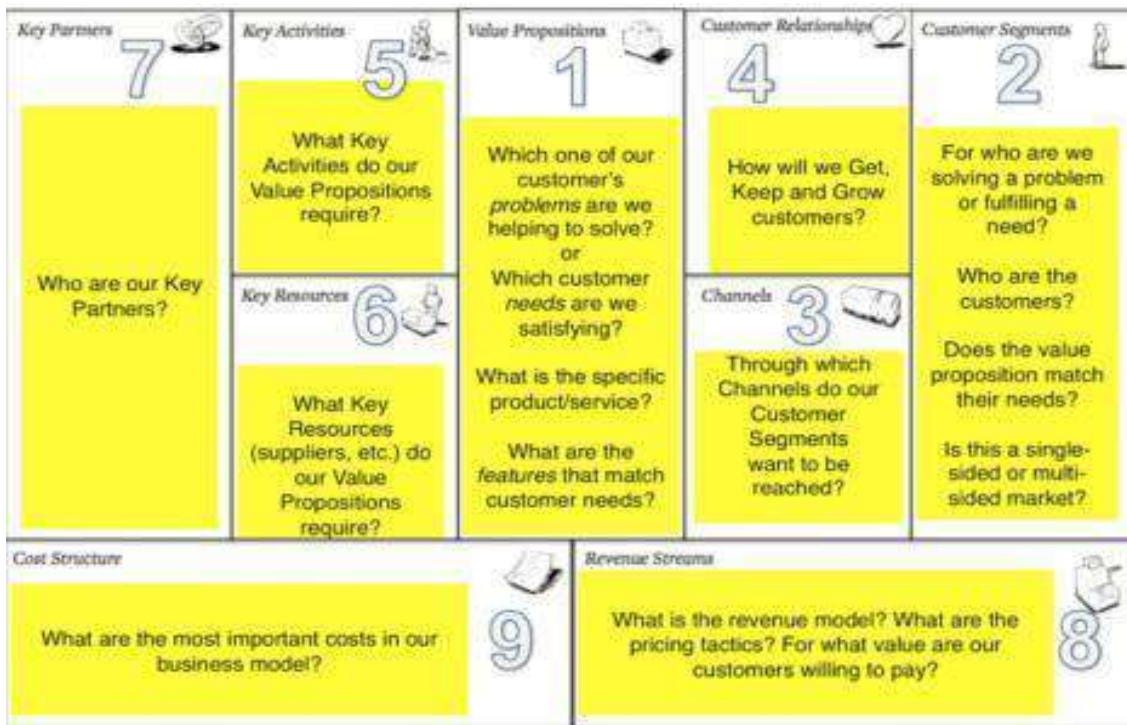 Key Partners
7
Who are our Key
Partners?
Key Activities
5
What Key
Activities do our
Value Propositions
require?
Key Resources
6
What Key
Resources
(suppliers, etc.) do
our Value
Propositions
require?
Value Propositions
1
Which one of our
customer's
problems are we
helping to solve?
or
Which customer
needs are we
satisfying?
What is the specific
product/service?
What are the
features that match
customer needs?
Customer Relationships
4
How will we Get,
Keep and Grow
customers?
Channels
3
Through which
Channels do our
Customer
Segments
want to be
reached?
Customer Segments
2
For who are we
solving a problem
or fulfilling a
need?
Who are the
customers?
Does the value
proposition match
their needs?
Is this a single-
sided or multi-
sided market?
Cost Structure
9
What are the most important costs in our
business model?
Revenue Streams
8
What is the revenue model? What are the
pricing tactics? For what value are our
customers willing to pay?